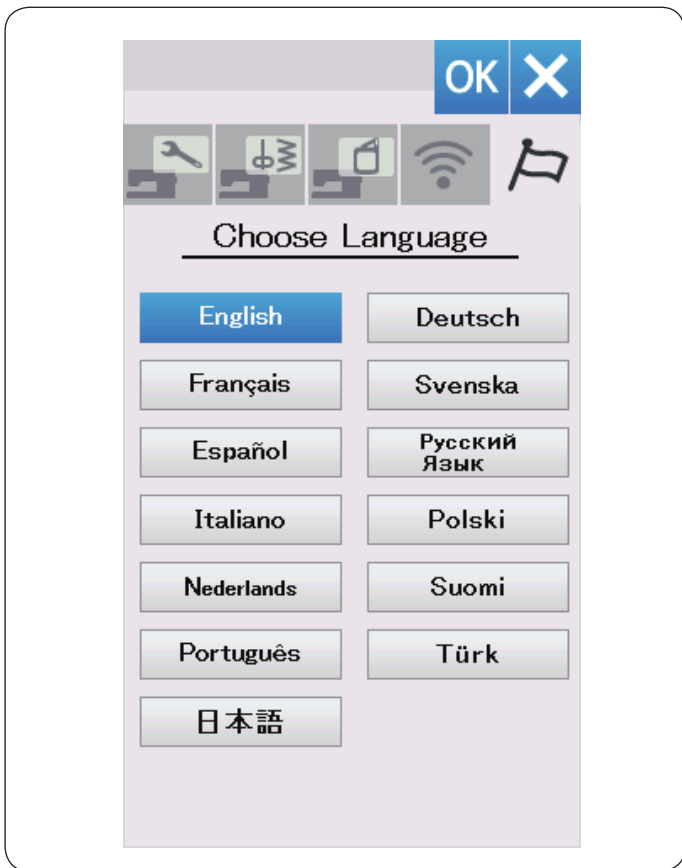 OK
Choose Language
English
Deutsch
Français
Svenska
Español
Русский
Язык
Italiano
Polski
Nederlands
Suomi
Português
Türk
日本語